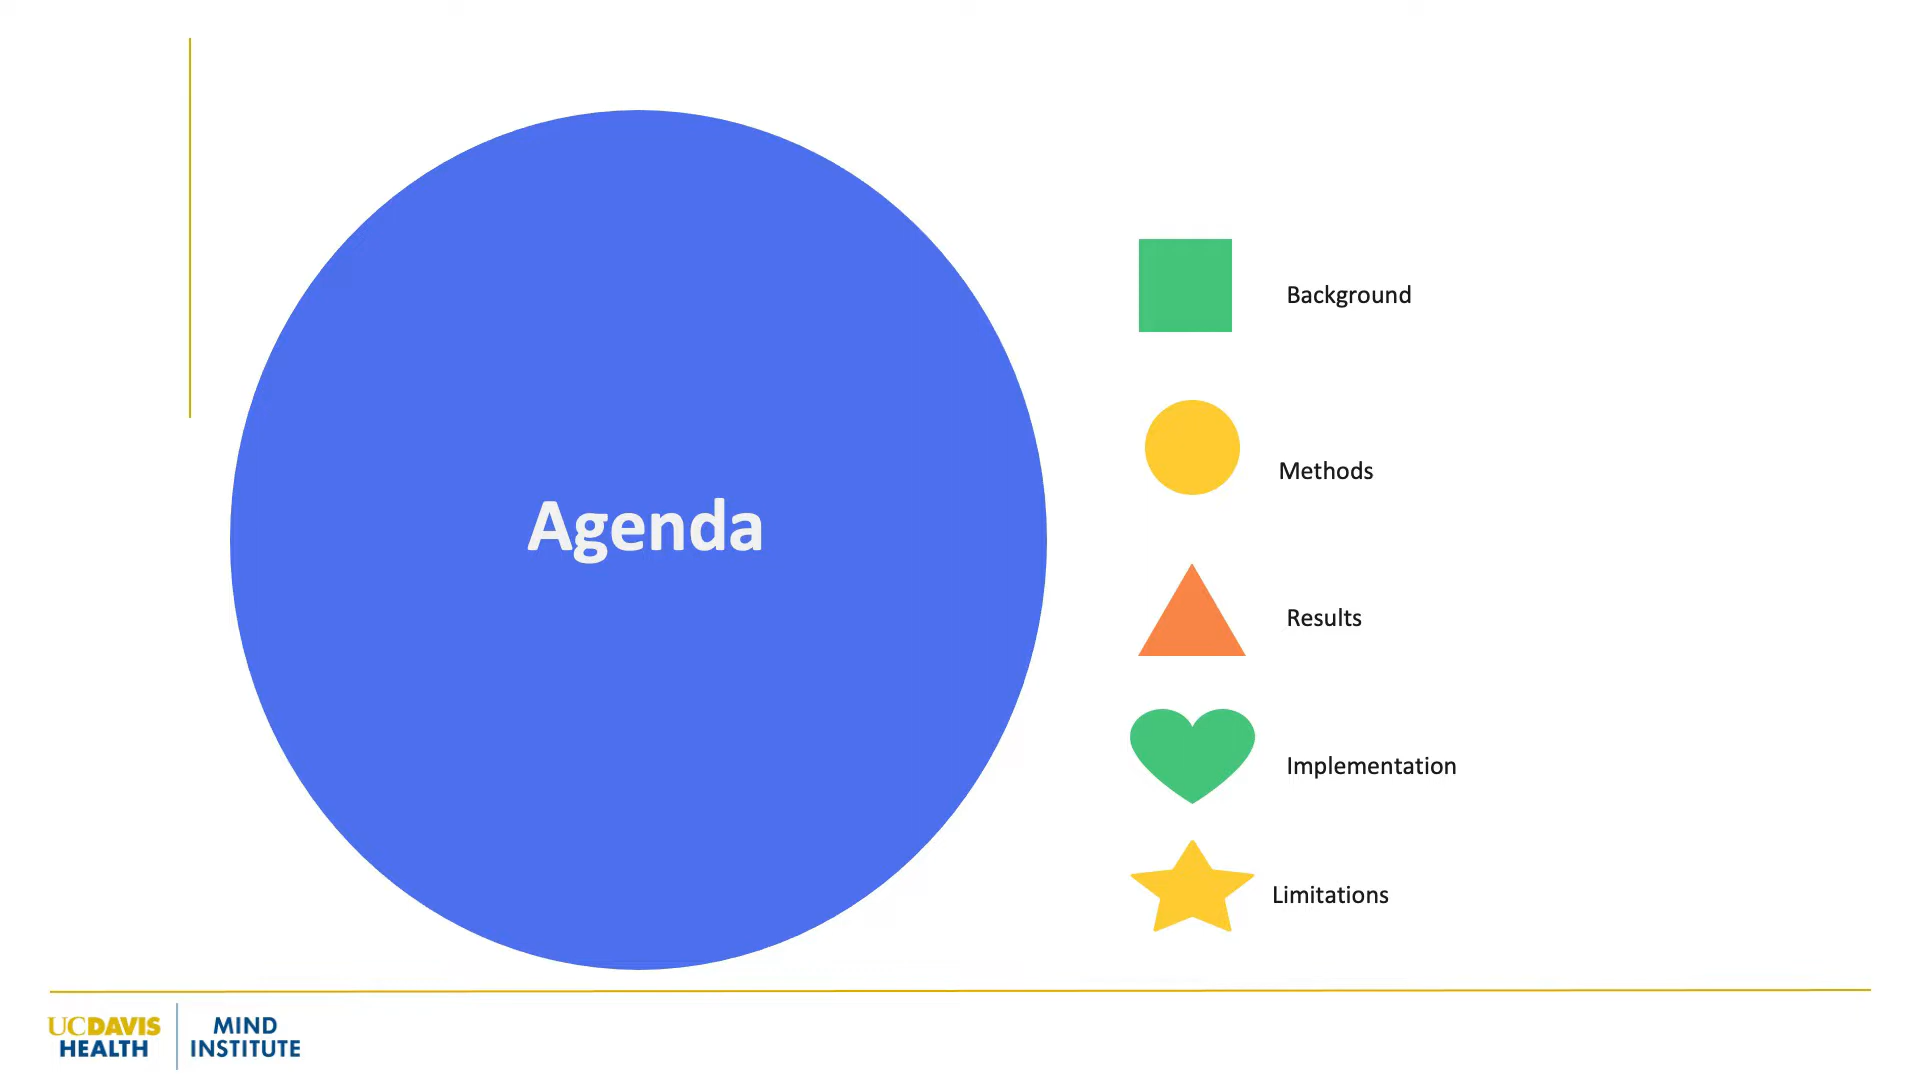 Agenda
Background
Methods
Results
Implementation
Limitations
UCDAVIS
HEALTH
MIND
INSTITUTE